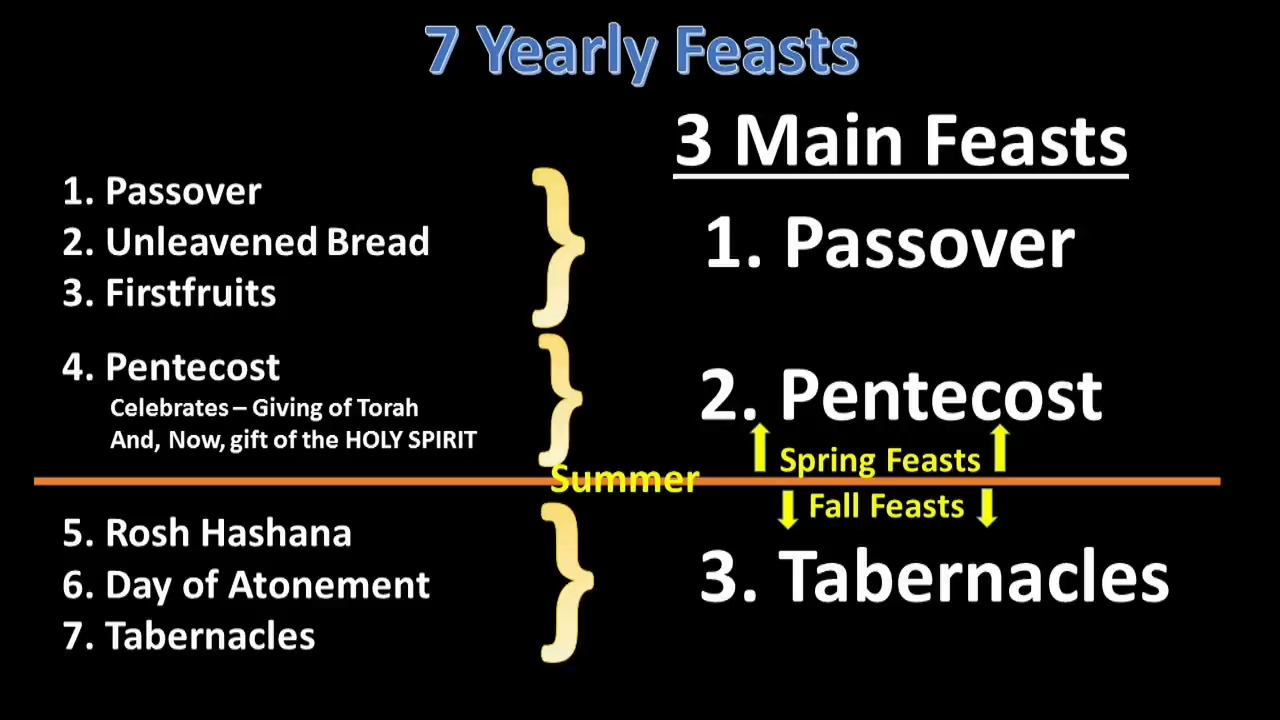 7 Yearly Feasts
3 Main Feasts
1. Passover
2. Unleavened Bread
3. Firstfruits
1. Passover
4. Pentecost
Celebrates – Giving of Torah
And, Now, gift of the HOLY SPIRIT
2. Pentecost
Spring Feasts
Summer
Fall Feasts
5. Rosh Hashana
6. Day of Atonement
7. Tabernacles
3. Tabernacles